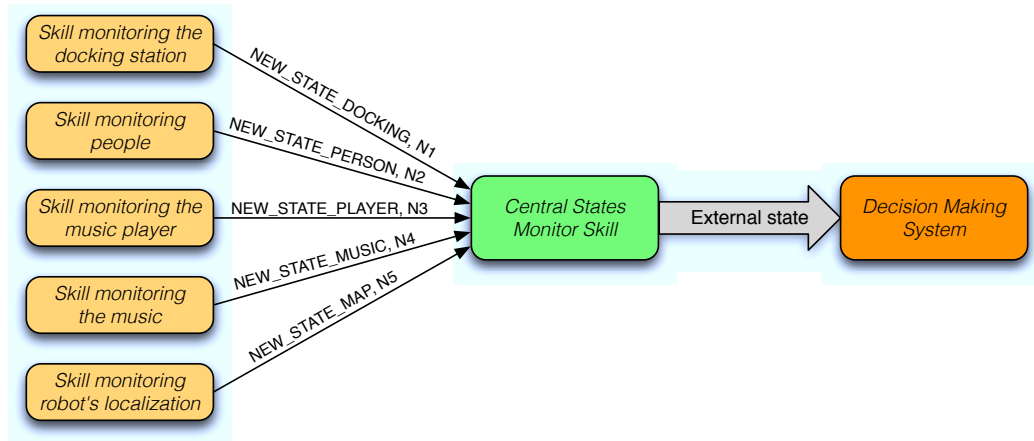 Skill monitoring the
docking station
Skill monitoring
people
Skill monitoring the
music player
Skill monitoring
the music
Skill monitoring
robot's localization
NEW_STATE_DOCKING, N1
NEW_STATE_PERSON, N2
NEW_STATE_PLAYER, N3
NEW_STATE_MUSIC, N4
NEW_STATE_MAP, N5
Central States
Monitor Skill
External state
Decision Making
System